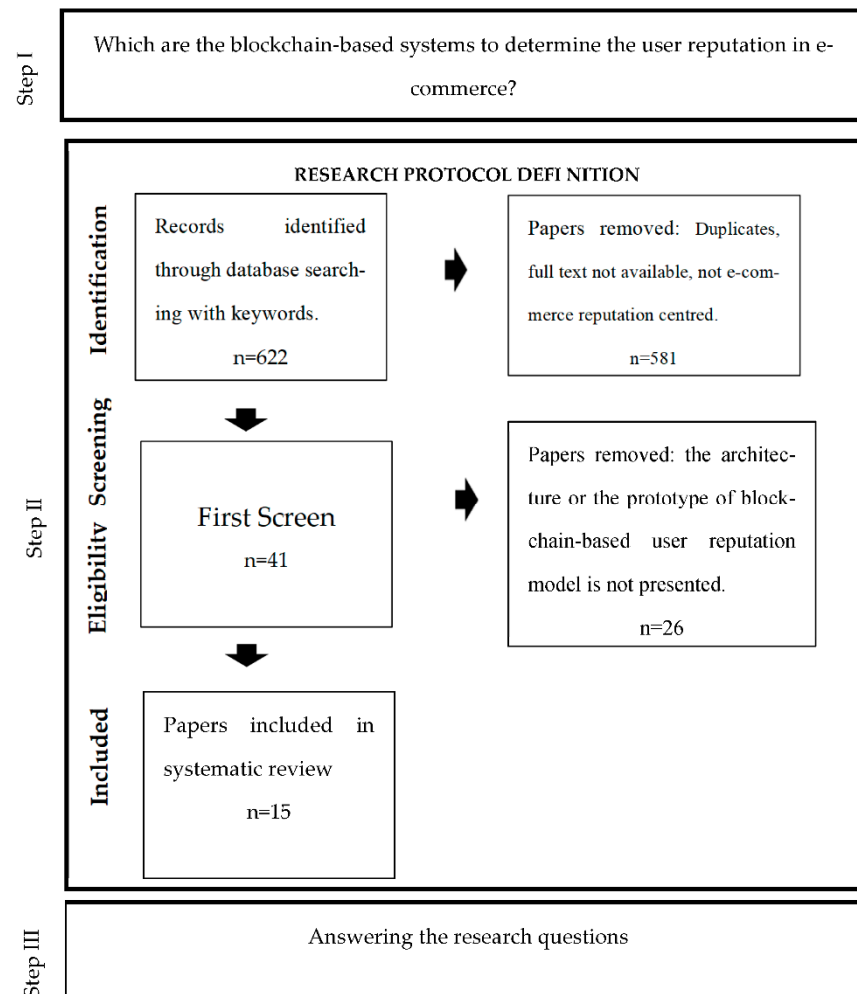 Step I
Which are the blockchain-based systems to determine the user reputation in e-
commerce?
Step II
RESEARCH PROTOCOL DEFI NITION
Identification
Records identified
through database search-
ing with keywords.
n=622
Papers removed: Duplicates,
full text not available, not e-com-
merce reputation centred.
n=581
Eligibility Screening
First Screen
n=41
Papers removed: the architec-
ture or the prototype of block-
chain-based user reputation
model is not presented.
n=26
Included
Papers included in
systematic review
n=15
Step III
Answering the research questions